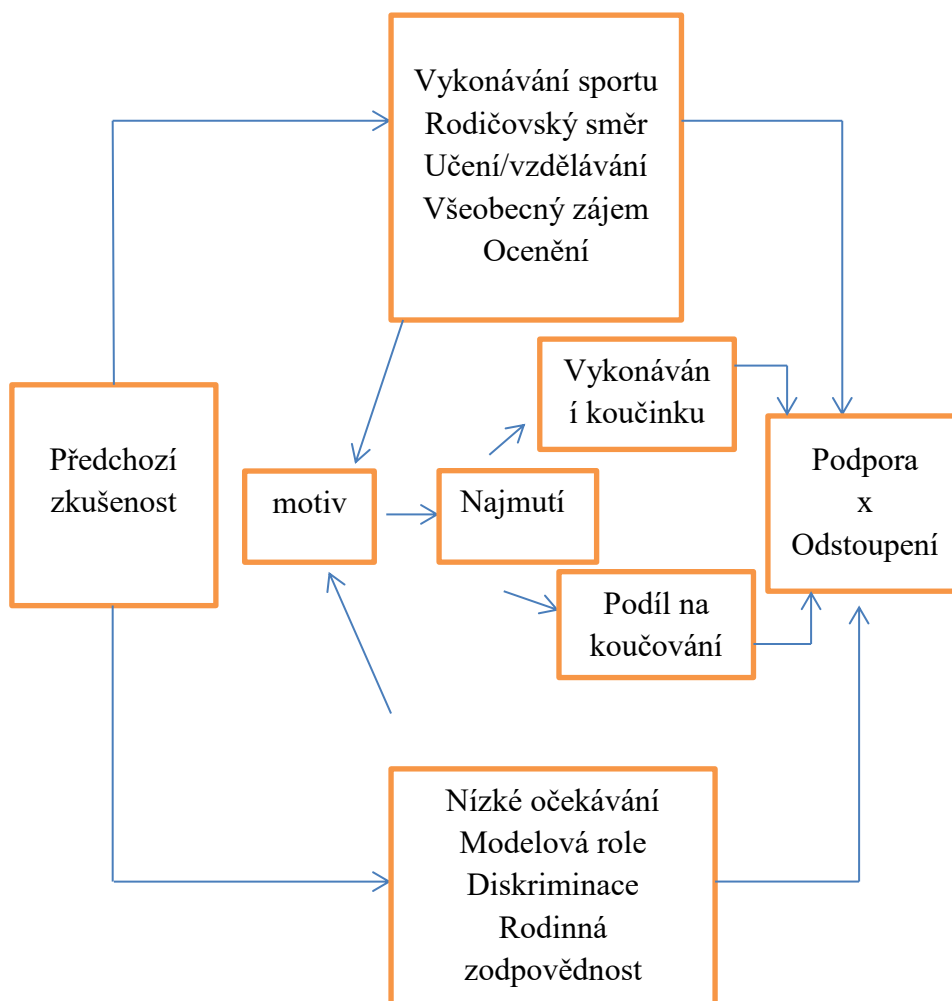 Vykonávání sportu
Rodičovský směr
Učení/vzdělávání
Všeobecný zájem
Ocenění
Předchozí
zkušenost
motiv
Najmutí
Vykonáván
í koučinku
Podíl na
koučování
Podpora
x
Odstoupení
Nízké očekávání
Modelová role
Diskriminace
Rodinná
zodpovědnost